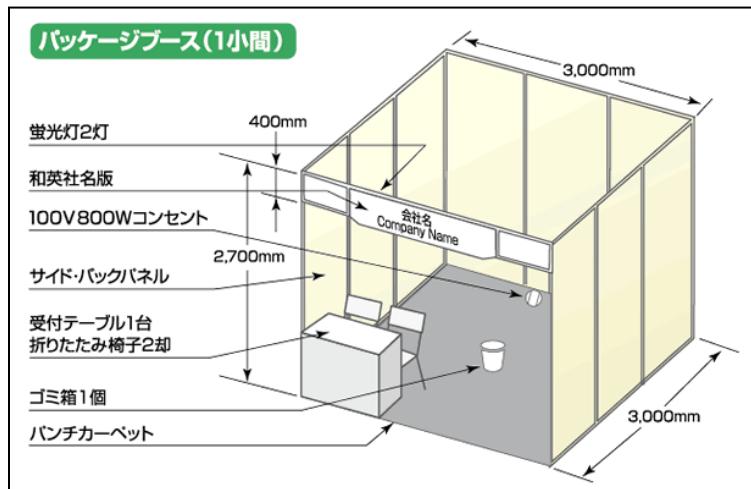 パッケージブース（1小間）
3,000mm
400mm
蛍光灯2灯
和英社名版
会社名
Company Name
100V800Wコンセント
2,700mm
サイド・バックパネル
受付テーブル1台
折りたたみ椅子2却
ゴミ箱1個
3,000mm
パンチカーペット